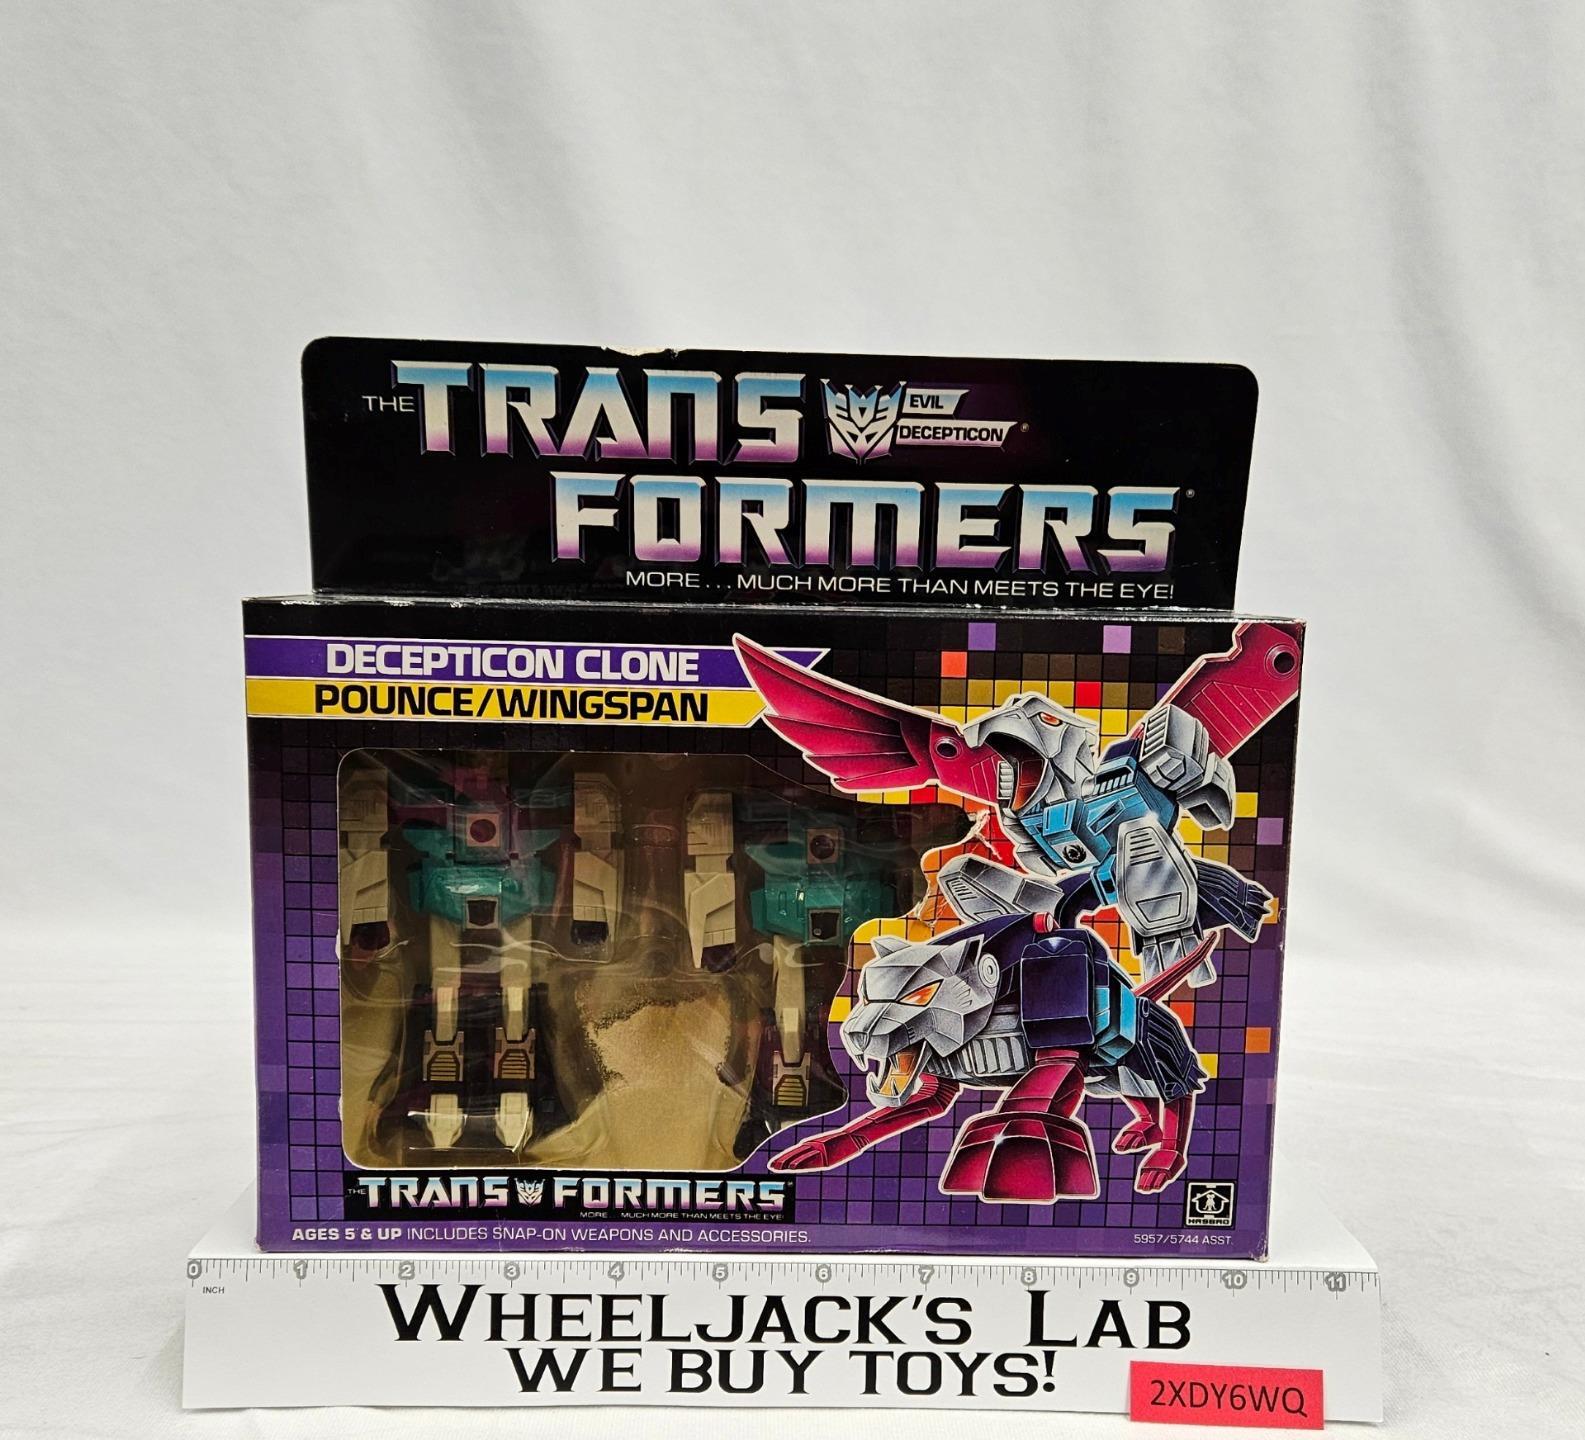 THE TRANS EVIL DECEPTICON ®
FORMERS ®
MORE...MUCH MORE THAN MEETS THE EYE!
DECEPTICON CLONE
POUNCE/WINGSPAN
THE TRANSFORMERS ®
MORE...MUCH MORE THAN MEETS THE EYE!
HASBRO
AGES 5 & UP INCLUDES SNAP-ON WEAPONS AND ACCESSORIES.
5957/5744 ASST.
0 1 2 3 4 5 6 7 8 9 10 11
INCH
WHEELJACK'S LAB
WE BUY TOYS!
2XDY6WQ